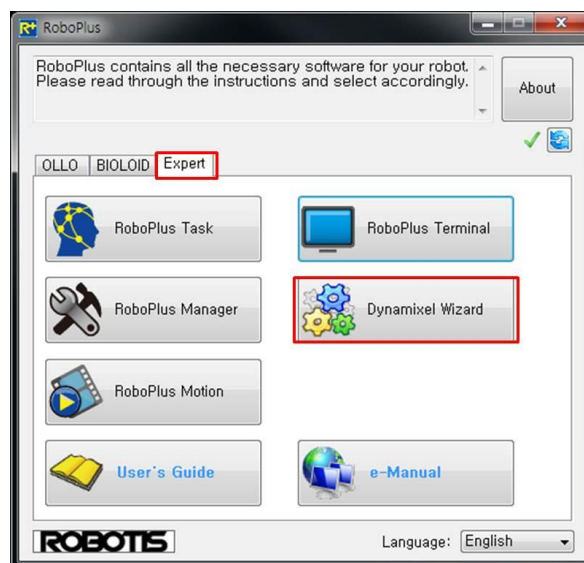 R+ RoboPlus
RoboPlus contains all the necessary software for your robot.
Please read through the instructions and select accordingly.
About
OLLO BIOLOID Expert
RoboPlus Task
RoboPlus Terminal
RoboPlus Manager
Dynamixel Wizard
RoboPlus Motion
User's Guide
e-Manual
ROBOTIS
Language: English